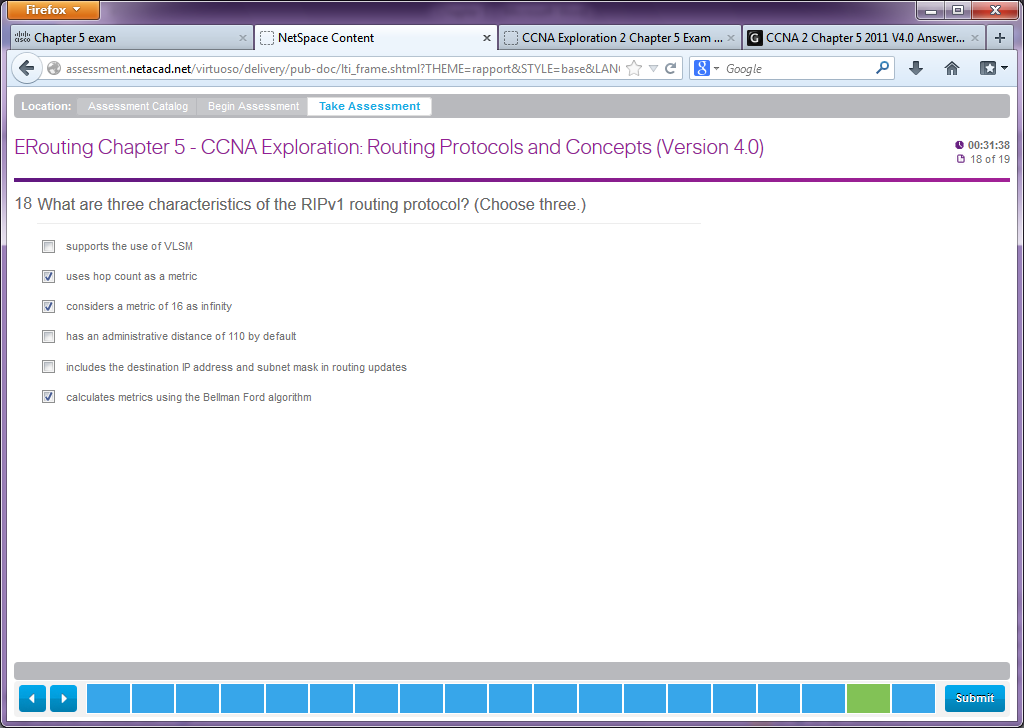 Firefox
Chapter 5 exam
NetSpace Content
CCNA Exploration 2 Chapter 5 Exam ...
CCNA 2 Chapter 5 2011 V4.0 Answer...
assessment.netacad.net/virtuoso/delivery/pub-doc/lti_frame.shtml?THEME=rapport&STYLE=base&LAN
Google
Location:
Assessment Catalog
Begin Assessment
Take Assessment
ERouting Chapter 5 - CCNA Exploration: Routing Protocols and Concepts (Version 4.0)
00:31:38
18 of 19
18 What are three characteristics of the RIPv1 routing protocol? (Choose three.)
supports the use of VLSM
uses hop count as a metric
considers a metric of 16 as infinity
has an administrative distance of 110 by default
includes the destination IP address and subnet mask in routing updates
calculates metrics using the Bellman Ford algorithm
Submit